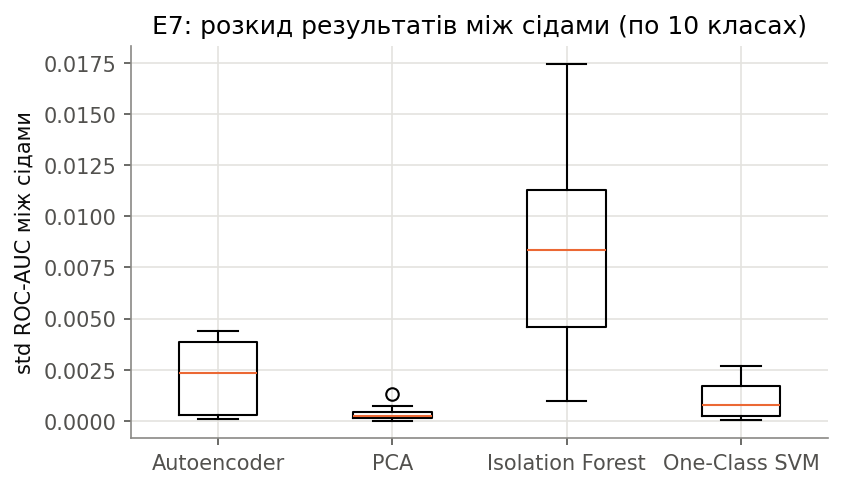 E7: розкид результатів між сідами (по 10 класах)
std ROC-AUC між сідами
0.0175
0.0150
0.0125
0.0100
0.0075
0.0050
0.0025
0.0000
Autoencoder
PCA
Isolation Forest
One-Class SVM